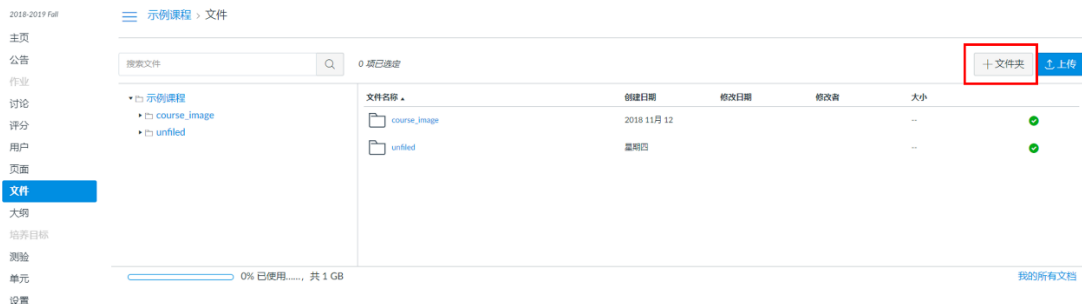 2018-2019 Fall
示例课程 › 文件
主页
公告
作业
讨论
评分
用户
页面
文件
大纲
培养目标
测验
单元
设置
搜索文件
0 项已选定
+文件夹
上传
示例课程
course_image
unfiled
文件名称 创建日期 修改日期 修改者 大小
course_image 2018 11月 12 --
unfiled 星期四 --
0% 已使用......，共 1 GB
我的所有文档